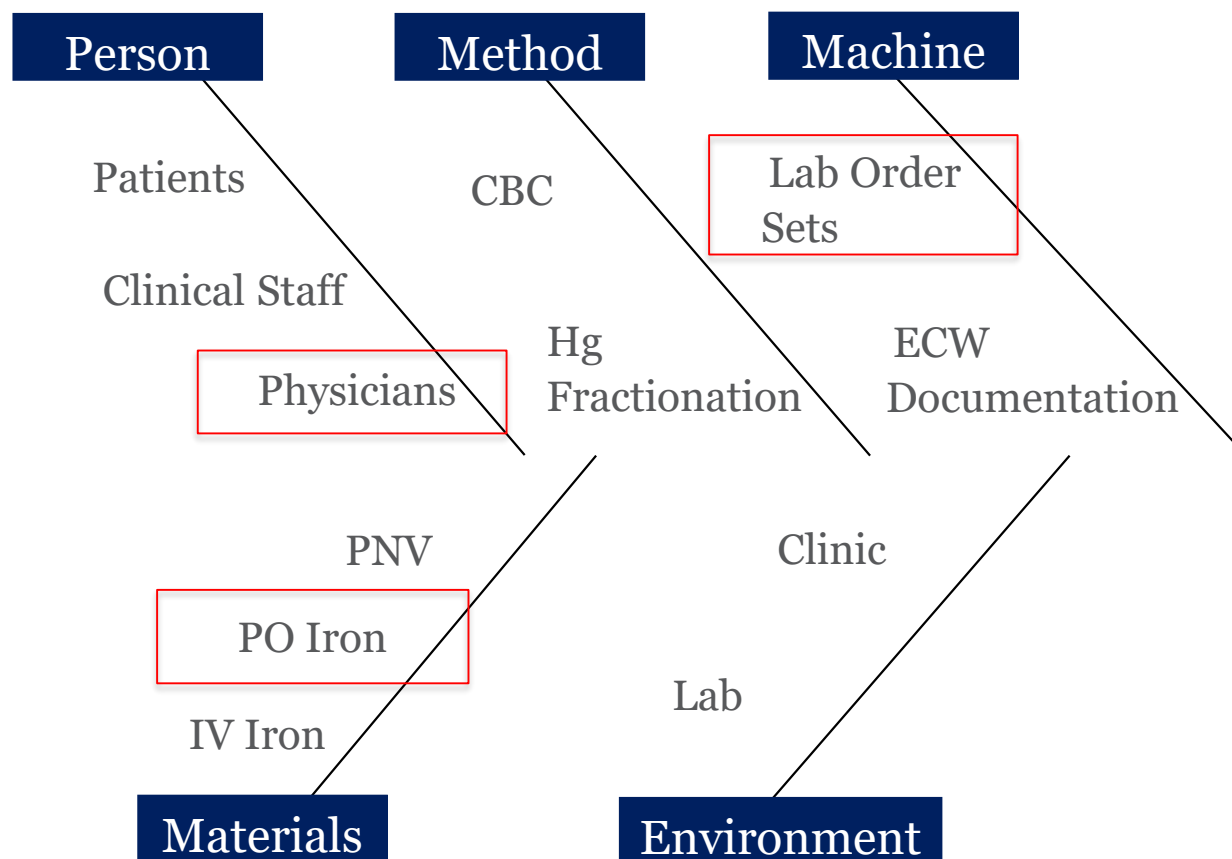 Person
Method
Machine
Patients
CBC
Lab Order
Sets
Clinical Staff
Physicians
Hg
Fractionation
ECW
Documentation
PNV
PO Iron
IV Iron
Clinic
Lab
Materials
Environment